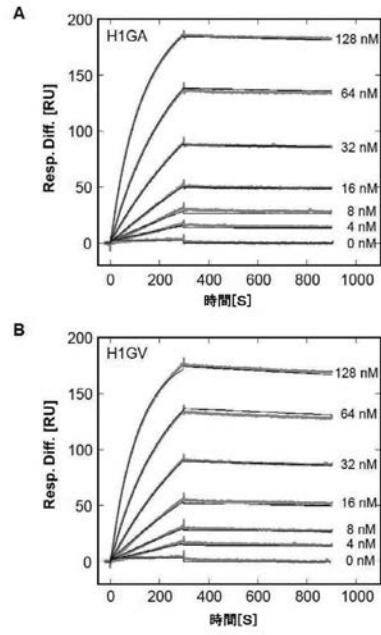 A
H1GA
Resp. Diff. [RU]
200
150
100
50
0
128 nM
64 nM
32 nM
16 nM
8 nM
4 nM
0 nM
0 200 400 600 800 1000
時間[S]
B
H1GV
Resp. Diff. [RU]
200
150
100
50
0
128 nM
64 nM
32 nM
16 nM
8 nM
4 nM
0 nM
0 200 400 600 800 1000
時間[S]